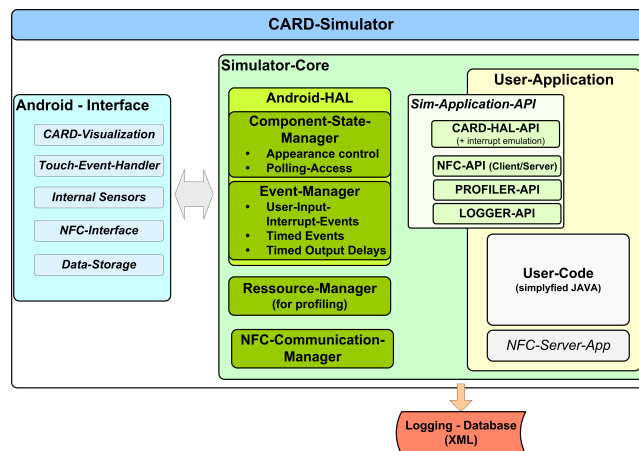 CARD-Simulator
Simulator-Core
User-Application
Android - Interface
CARD-Visualization
Touch-Event-Handler
Internal Sensors
NFC-Interface
Data-Storage
Android-HAL
Component-State-
Manager
• Appearance control
• Polling-Access
Event-Manager
• User-Input-
Interrupt-Events
• Timed Events
• Timed Output Delays
Ressource-Manager
(for profiling)
NFC-Communication-
Manager
Sim-Application-API
CARD-HAL-API
(+ interrupt emulation)
NFC-API (Client/Server)
PROFILER-API
LOGGER-API
User-Code
(simplyfied JAVA)
NFC-Server-App
Logging - Database
(XML)